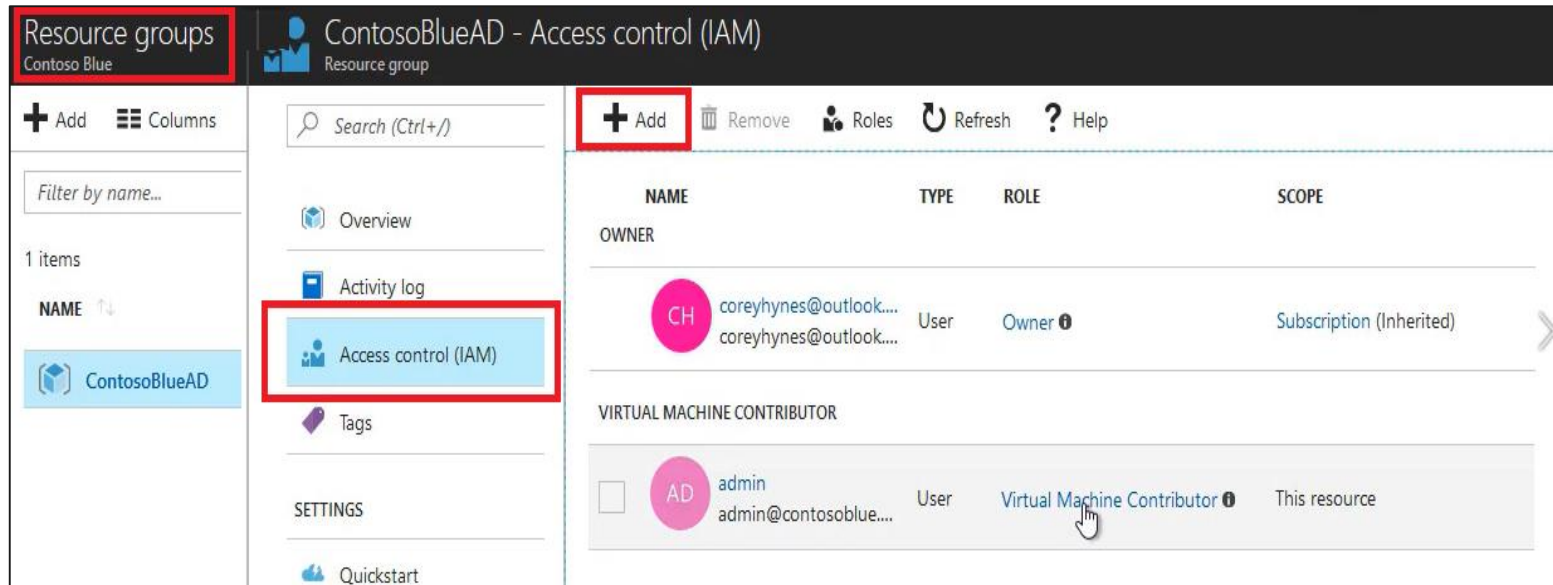 Resource groups
Contoso Blue
ContosoBlueAD - Access control (IAM)
Resource group
Add
Columns
Filter by name...
1 items
NAME
ContosoBlueAD
Search (Ctrl+/)
Overview
Activity log
Access control (IAM)
Tags
SETTINGS
Quickstart
Add
Remove
Roles
Refresh
? Help
NAME TYPE ROLE SCOPE
OWNER
CH
coreyhynes@outlook....
coreyhynes@outlook....
User Owner Subscription (Inherited)
VIRTUAL MACHINE CONTRIBUTOR
AD
admin
admin@contosoblue....
User Virtual Machine Contributor This resource